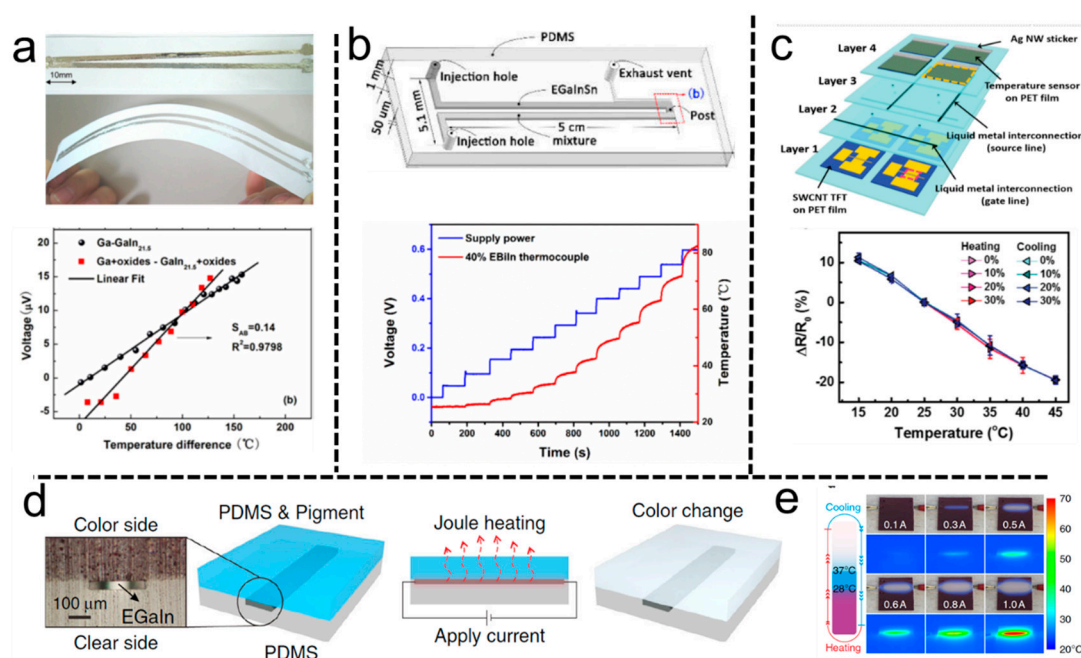 a
10mm
Ga-GaIn21.5
Ga+oxides - GaIn21.5+oxides
Linear Fit
SAB=0.14
R²=0.9798
(b)
Voltage (μV)
20
15
10
5
0
-5
0
50
100
150
200
Temperature difference (℃)
b
PDMS
Injection hole
Exhaust vent
1 mm
EGaInSn
(b)
50 um
5.1 mm
Post
5 cm
mixture
Injection hole
Supply power
40% EBiIn thermocouple
Voltage (V)
0.6
0.4
0.2
0.0
Temperature (℃)
80
60
40
20
0
200
400
600
800
1000
1200
1400
Time (s)
c
Layer 4
Ag NW sticker
Layer 3
Temperature sensor
on PET film
Layer 2
Liquid metal interconnection
(source line)
Layer 1
Liquid metal interconnection
(gate line)
SWCNT TFT
on PET film
Heating
Cooling
0%
0%
10%
10%
20%
20%
30%
30%
ΔR/R0 (%)
10
0
-10
-20
15
20
25
30
35
40
45
Temperature (°C)
d
Color side
100 μm
EGaIn
Clear side
PDMS & Pigment
PDMS
Joule heating
Apply current
Color change
e
Cooling
37°C
28°C
Heating
0.1 A
0.3 A
0.5 A
0.6 A
0.8 A
1.0 A
70
60
50
40
30
20°C